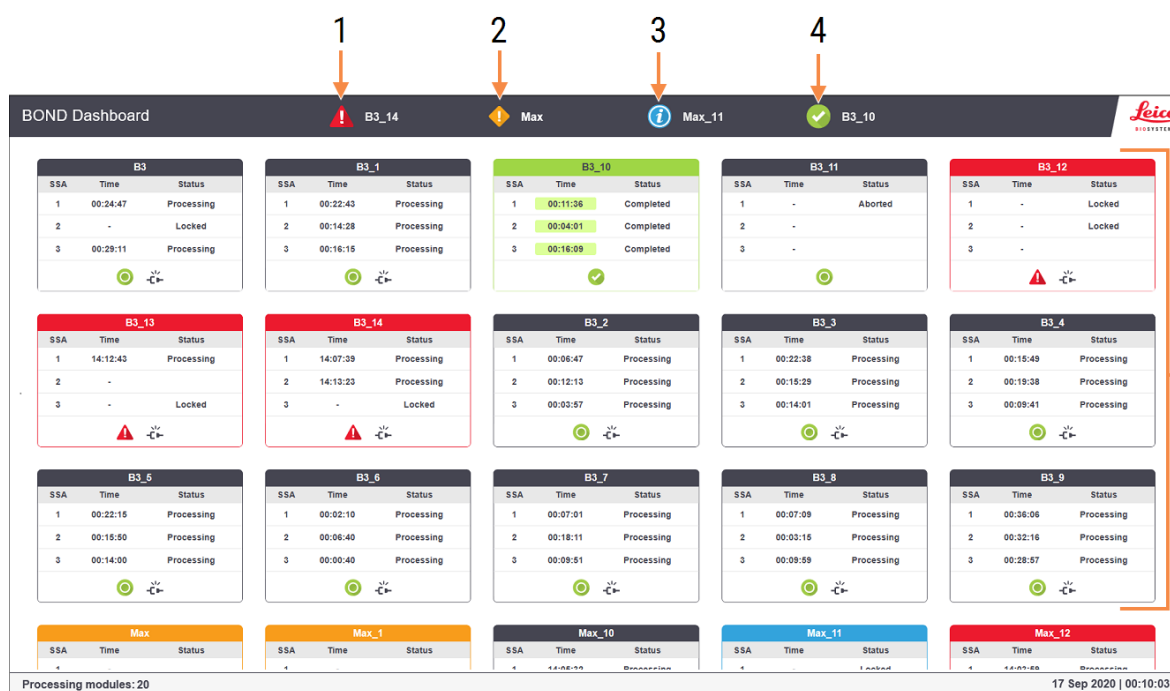 1
2
3
4
BOND Dashboard
B3_14
Max
Max_11
B3_10
Leic
BIOSYSTE
B3
SSA Time Status
1 00:24:47 Processing
2 - Locked
3 00:29:11 Processing
B3_1
SSA Time Status
1 00:22:43 Processing
2 00:14:28 Processing
3 00:16:15 Processing
B3_10
SSA Time Status
1 00:11:36 Completed
2 00:04:01 Completed
3 00:16:09 Completed
B3_11
SSA Time Status
1 - Aborted
2 -
3 -
B3_12
SSA Time Status
1 - Locked
2 - Locked
3 -
B3_13
SSA Time Status
1 14:12:43 Processing
2 -
3 - Locked
B3_14
SSA Time Status
1 14:07:39 Processing
2 14:13:23 Processing
3 - Locked
B3_2
SSA Time Status
1 00:06:47 Processing
2 00:12:13 Processing
3 00:03:57 Processing
B3_3
SSA Time Status
1 00:22:38 Processing
2 00:15:29 Processing
3 00:14:01 Processing
B3_4
SSA Time Status
1 00:15:49 Processing
2 00:19:38 Processing
3 00:09:41 Processing
B3_5
SSA Time Status
1 00:22:15 Processing
2 00:15:50 Processing
3 00:14:00 Processing
B3_6
SSA Time Status
1 00:02:10 Processing
2 00:06:40 Processing
3 00:00:40 Processing
B3_7
SSA Time Status
1 00:07:01 Processing
2 00:18:11 Processing
3 00:09:51 Processing
B3_8
SSA Time Status
1 00:07:09 Processing
2 00:03:15 Processing
3 00:09:59 Processing
B3_9
SSA Time Status
1 00:36:06 Processing
2 00:32:16 Processing
3 00:28:57 Processing
Max
SSA Time Status
Max_1
SSA Time Status
Max_10
SSA Time Status
Max_11
SSA Time Status
Max_12
SSA Time Status
Processing modules: 20
17 Sep 2020 | 00:10:03